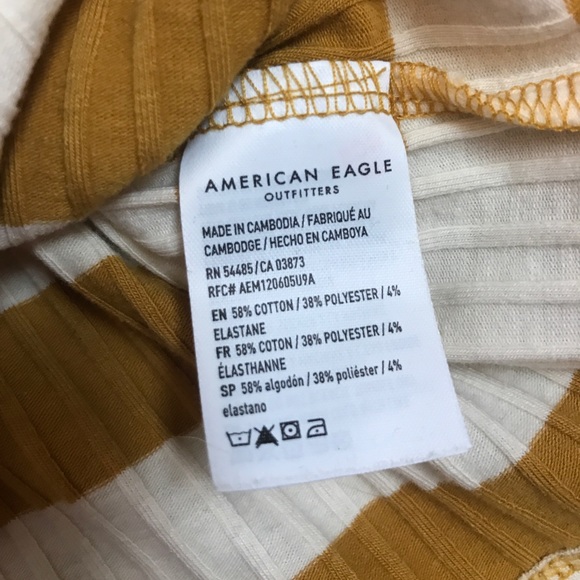 AMERICAN EAGLE
OUTFITTERS
MADE IN CAMBODIA / FABRIQUÉ AU
CAMBODGE / HECHO EN CAMBOYA
RN 54485 / CA 03873
RFC# AEM120605U9A
EN 58% COTTON / 38% POLYESTER / 4%
ELASTANE
FR 58% COTON / 38% POLYESTER / 4%
ÉLASTHANNE
SP 58% algodón / 38% poliéster / 4%
elastano